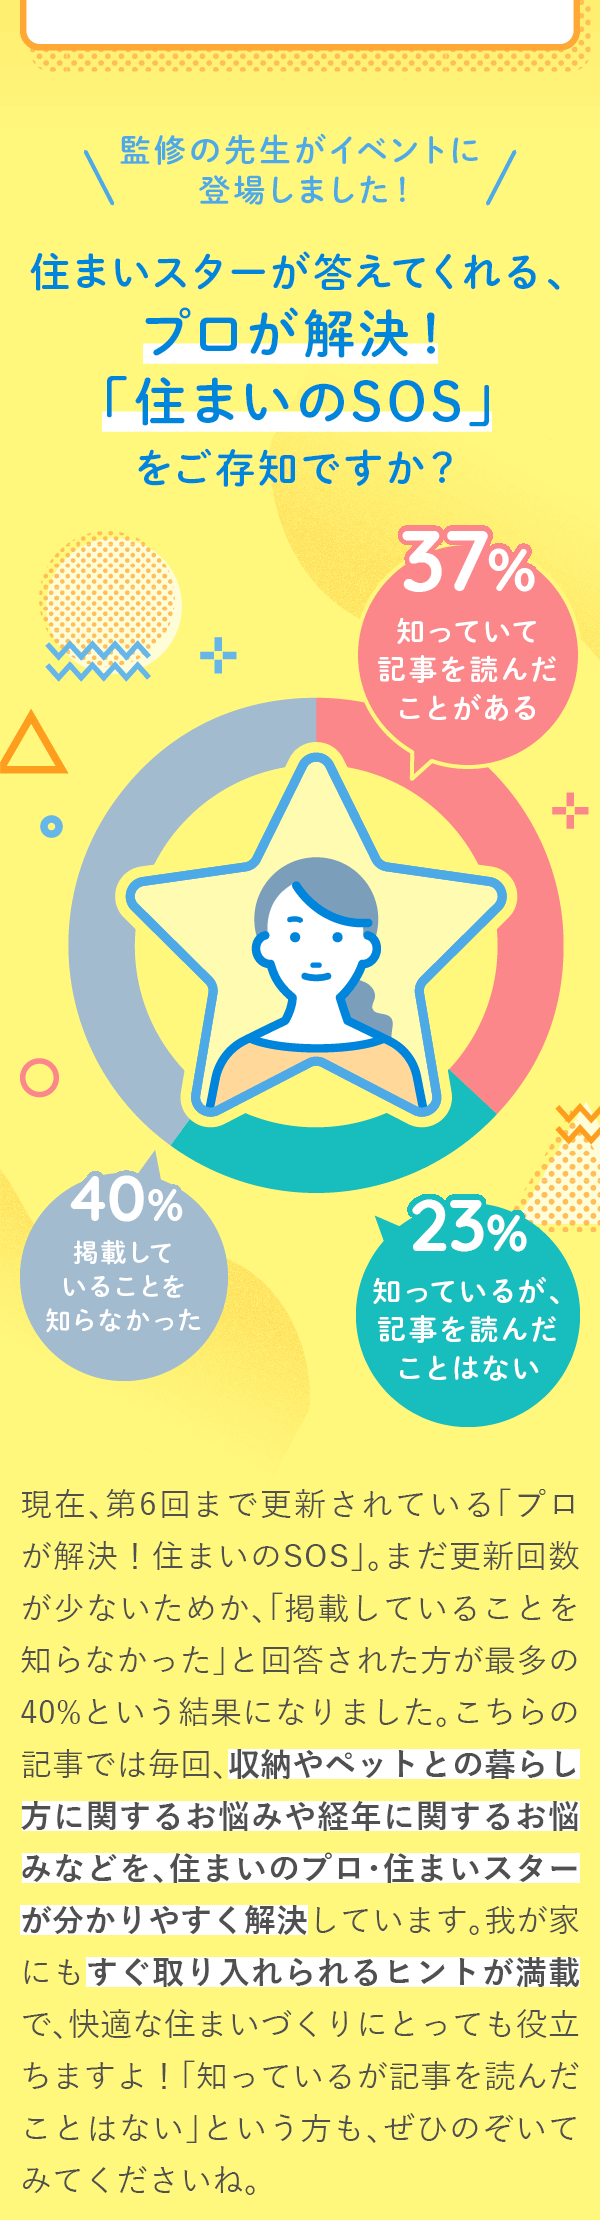 監修の先生がイベントに
登場しました！
住まいスターが答えてくれる、
プロが解決！
「住まいのSOS」
をご存知ですか？
37%
知っていて
記事を読んだ
ことがある
40%
掲載して
いることを
知らなかった
23%
知っているが、
記事を読んだ
ことはない
現在、第6回まで更新されている「プロ
が解決！住まいのSOS」。まだ更新回数
が少ないためか、「掲載していることを
知らなかった」と回答された方が最多の
40%という結果になりました。こちらの
記事では毎回、収納やペットとの暮らし
方に関するお悩みや経年に関するお悩
みなどを、住まいのプロ・住まいスター
が分かりやすく解決しています。我が家
にもすぐ取り入れられるヒントが満載
で、快適な住まいづくりにとっても役立
ちますよ！「知っているが記事を読んだ
ことはない」という方も、ぜひのぞいて
みてくださいね。